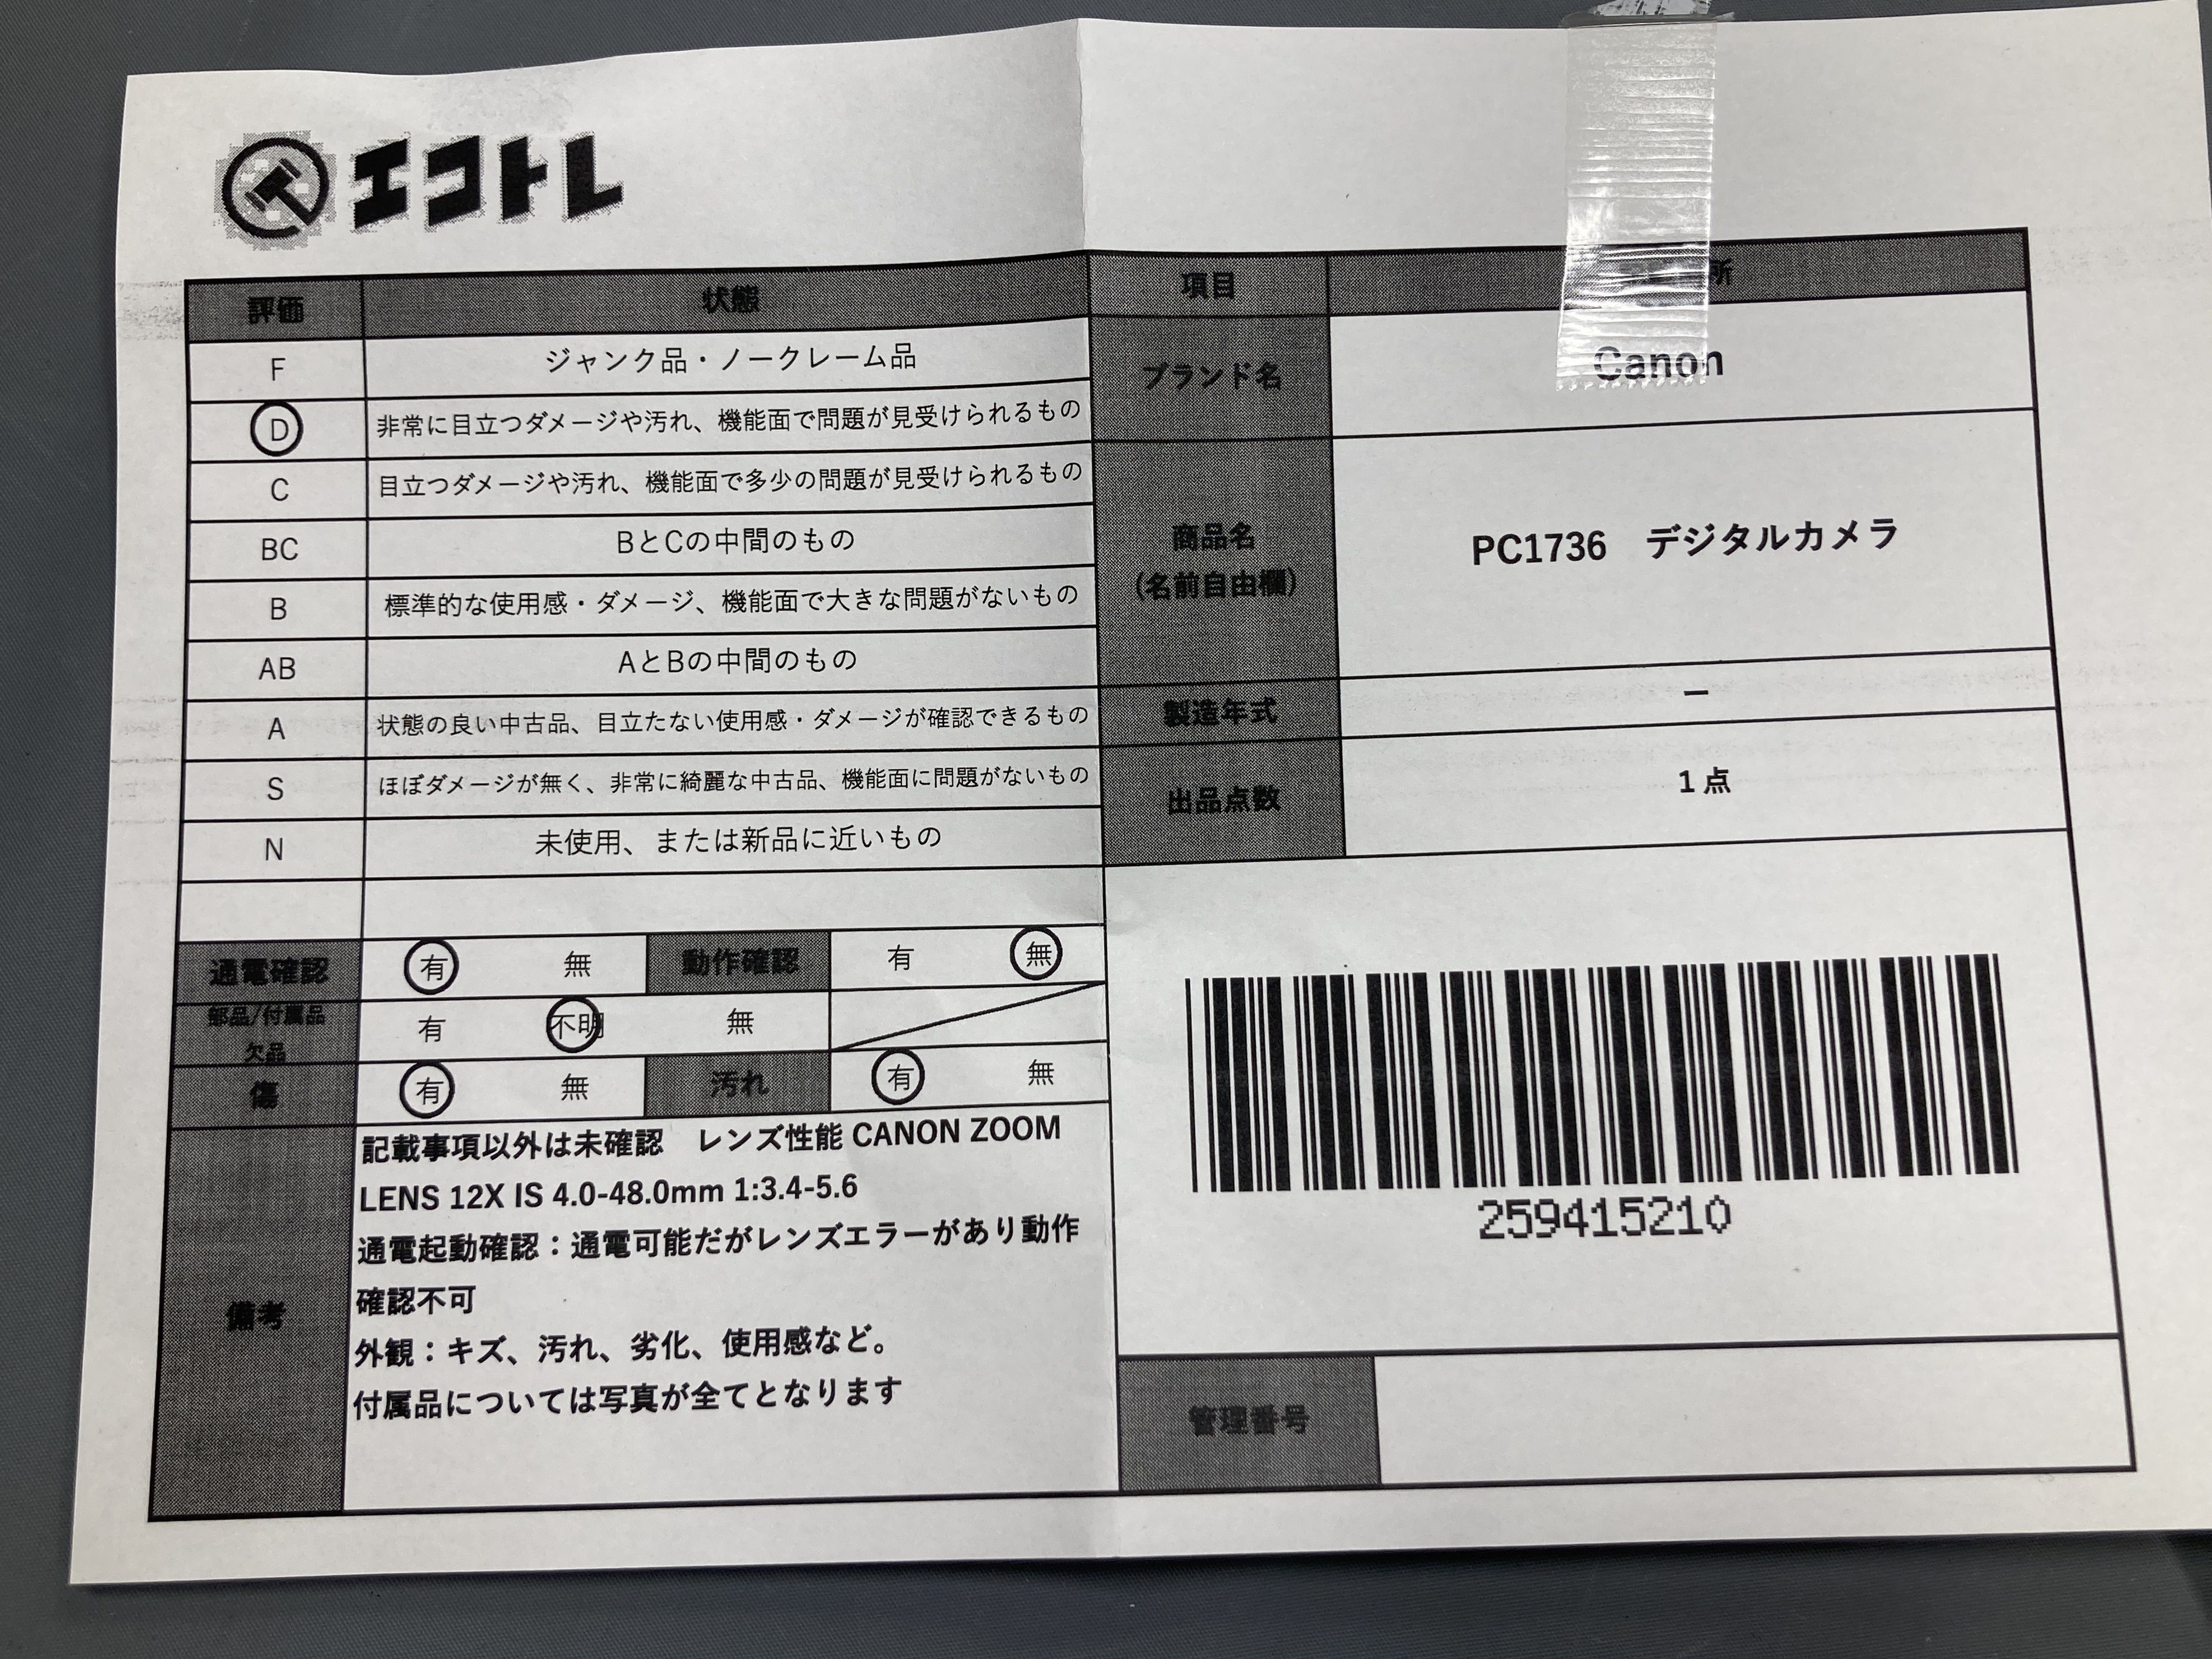 エコトレ
評価 状態
F ジャンク品・ノークレーム品
D 非常に目立つダメージや汚れ、機能面で問題が見受けられるもの
C 目立つダメージや汚れ、機能面で多少の問題が見受けられるもの
BC BとCの中間のもの
B 標準的な使用感・ダメージ、機能面で大きな問題がないもの
AB AとBの中間のもの
A 状態の良い中古品、目立たない使用感・ダメージが確認できるもの
S ほぼダメージが無く、非常に綺麗な中古品、機能面に問題がないもの
N 未使用、または新品に近いもの
通電確認 有 無 動作確認 有 無
部品/付属品
欠品
有 不明 無
傷 有 無 汚れ 有 無
備考
記載事項以外は未確認 レンズ性能 CANON ZOOM
LENS 12X IS 4.0-48.0mm 1:3.4-5.6
通電起動確認：通電可能だがレンズエラーがあり動作
確認不可
外観：キズ、汚れ、劣化、使用感など。
付属品については写真が全てとなります
項目 所
ブランド名 Canon
商品名
(名前自由欄)
PC1736 デジタルカメラ
製造年式 ー
出品点数 1 点
259415210
管理番号